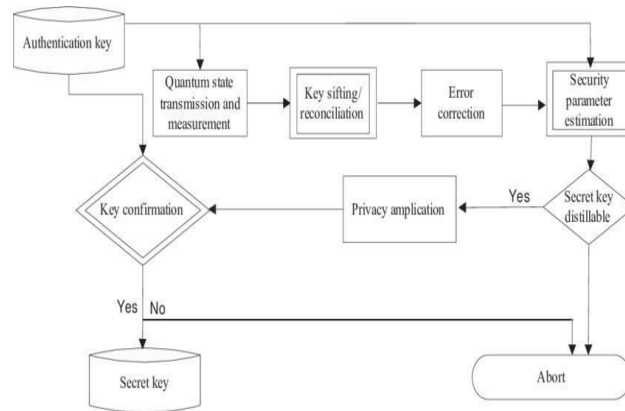 Authentication key
Quantum state
transmission and
measurement
Key sifting/
reconciliation
Error
correction
Security
parameter
estimation
Key confirmation
Privacy amplication
Yes
Secret key
distillable
Yes
No
Secret key
Abort